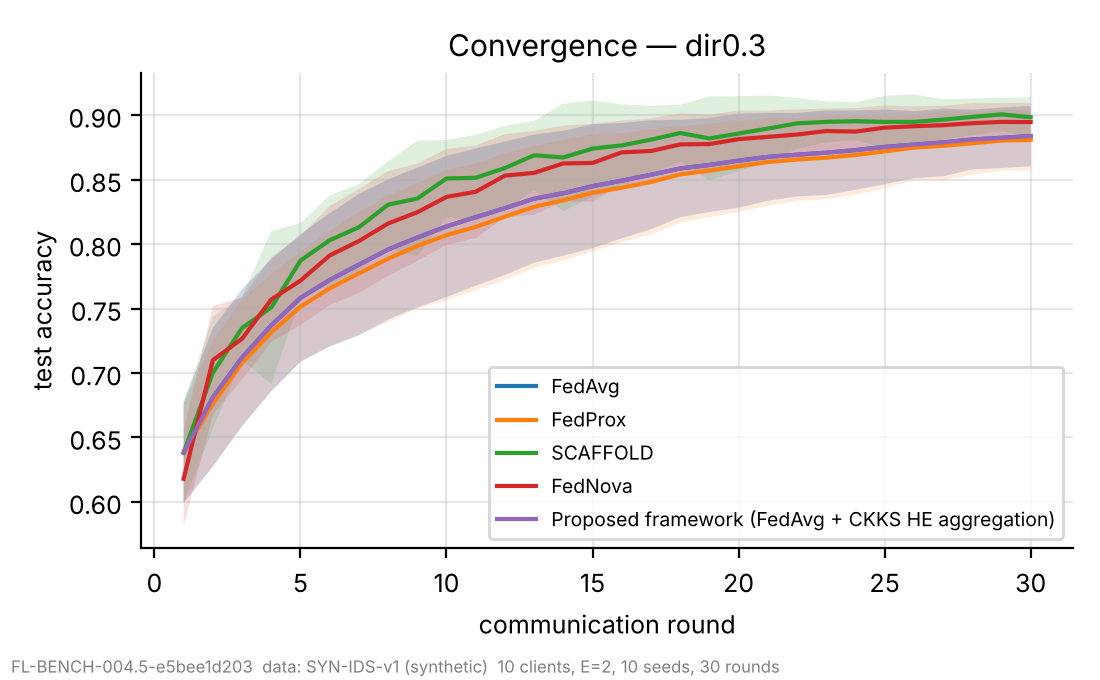 Convergence — dir0.3
test accuracy
0.90
0.85
0.80
0.75
0.70
0.65
0.60
FedAvg
FedProx
SCAFFOLD
FedNova
Proposed framework (FedAvg + CKKS HE aggregation)
0 5 10 15 20 25 30
communication round
FL-BENCH-004.5-e5bee1d203 data: SYN-IDS-v1 (synthetic) 10 clients, E=2, 10 seeds, 30 rounds